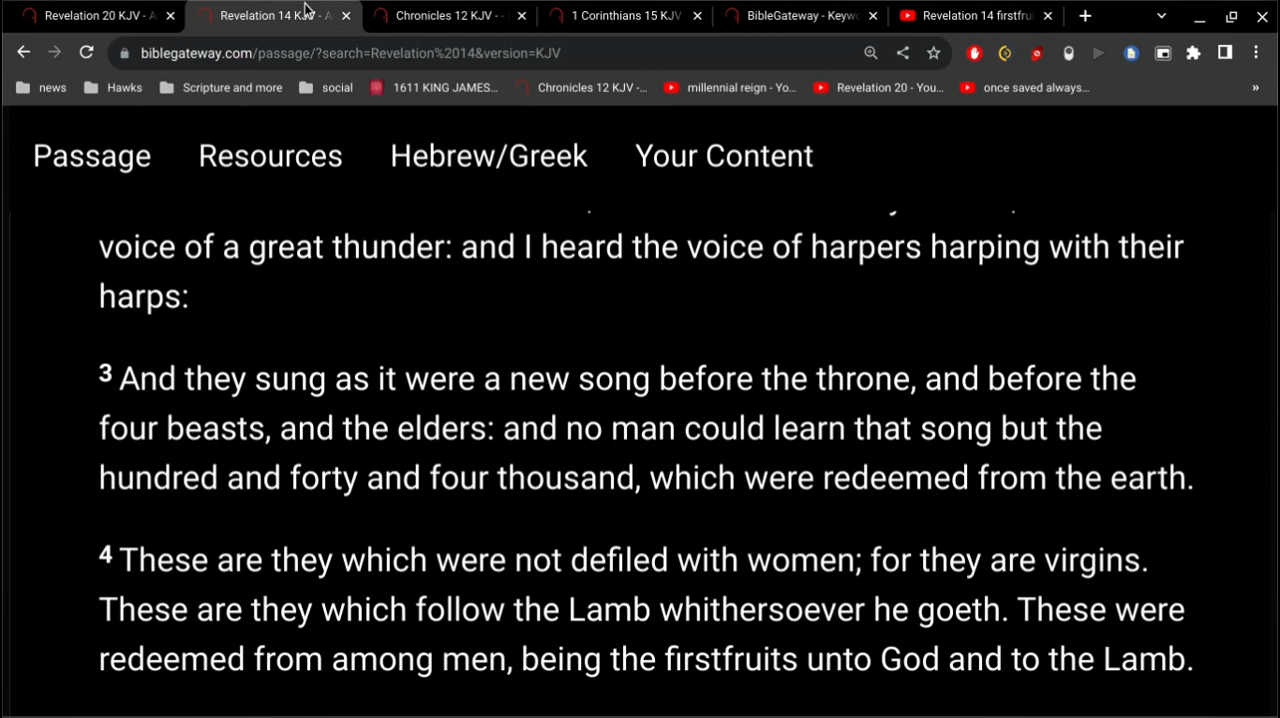 Revelation 20 KJV - A
Revelation 14 KJV - A
Chronicles 12 KJV - -
1 Corinthians 15 KJV
BibleGateway - Keyw
Revelation 14 firstfru
biblegateway.com/passage/?search=Revelation%2014&version=KJV
news
Hawks
Scripture and more
social
1611 KING JAMES...
Chronicles 12 KJV -...
millennial reign - Yo...
Revelation 20 - You...
once saved always...
»
Passage
Resources
Hebrew/Greek
Your Content
voice of a great thunder: and I heard the voice of harpers harping with their
harps:
3 And they sung as it were a new song before the throne, and before the
four beasts, and the elders: and no man could learn that song but the
hundred and forty and four thousand, which were redeemed from the earth.
4 These are they which were not defiled with women; for they are virgins.
These are they which follow the Lamb whithersoever he goeth. These were
redeemed from among men, being the firstfruits unto God and to the Lamb.